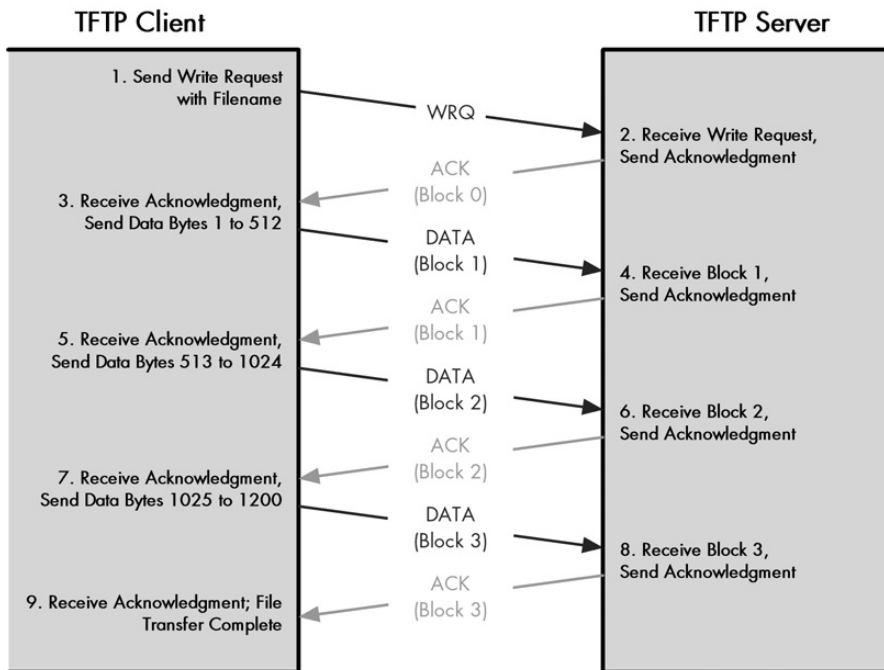 TFTP Client
TFTP Server
1. Send Write Request
with Filename
WRQ
2. Receive Write Request,
Send Acknowledgment
ACK
(Block 0)
3. Receive Acknowledgment,
Send Data Bytes 1 to 512
DATA
(Block 1)
4. Receive Block 1,
Send Acknowledgment
ACK
(Block 1)
5. Receive Acknowledgment,
Send Data Bytes 513 to 1024
DATA
(Block 2)
6. Receive Block 2,
Send Acknowledgment
ACK
(Block 2)
7. Receive Acknowledgment,
Send Data Bytes 1025 to 1200
DATA
(Block 3)
8. Receive Block 3,
Send Acknowledgment
ACK
(Block 3)
9. Receive Acknowledgment; File
Transfer Complete